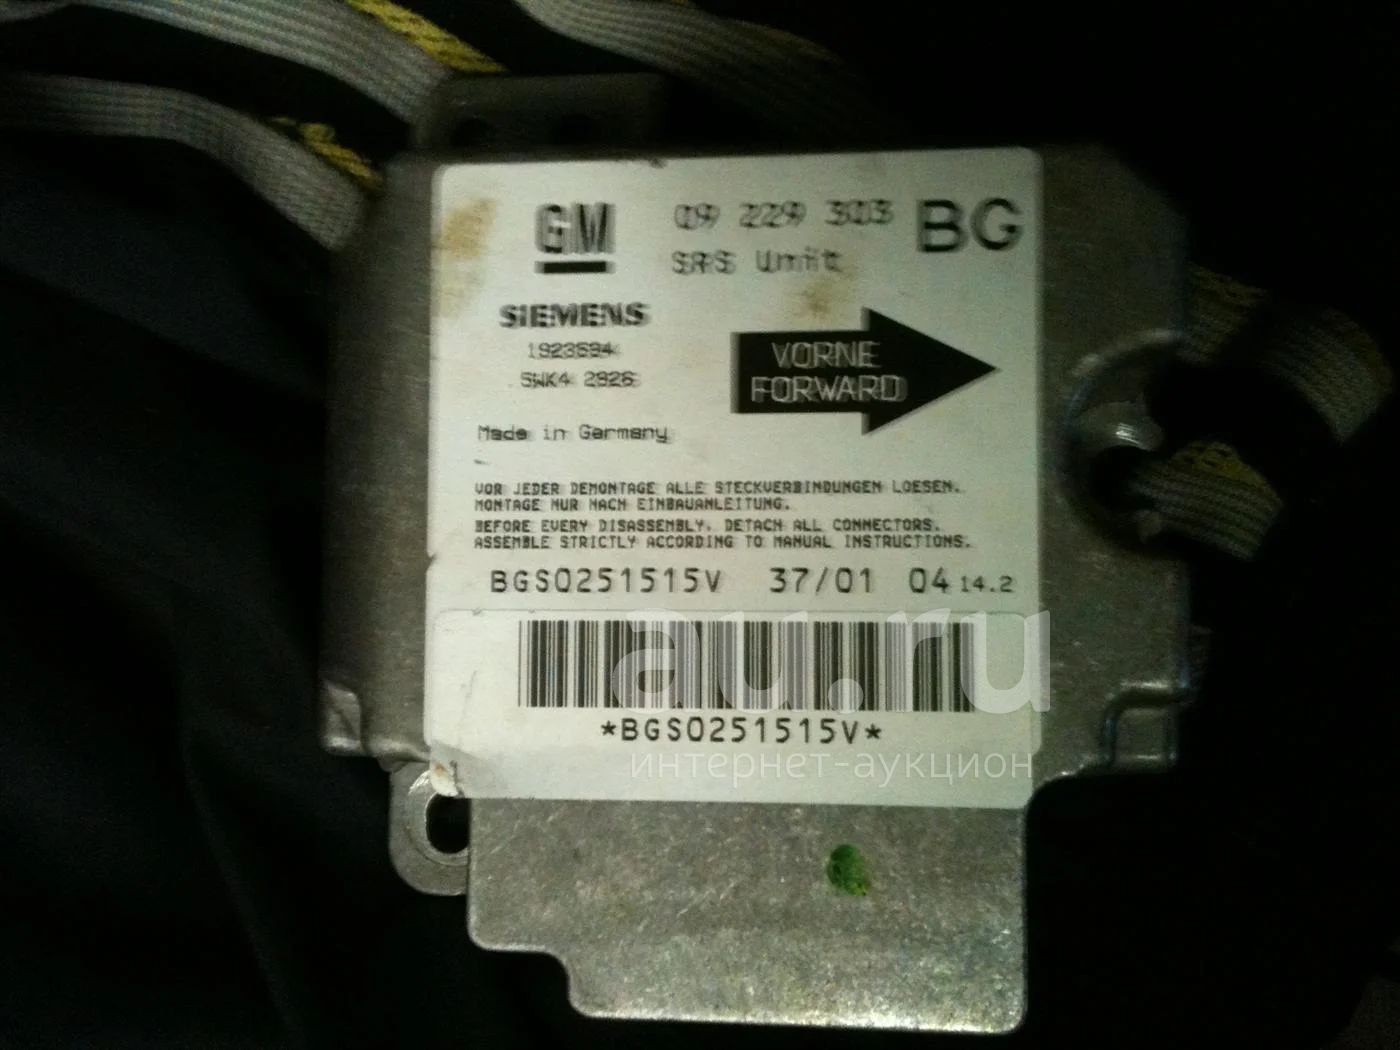 GM
09 229 303 BG
SRS Unit
SIEMENS
1923694
5WK4 2926
VORNE
FORWARD
Made in Germany
VOR JEDER DEMONTAGE ALLE STECKVERBINDUNGEN LOESEN.
MONTAGE NUR NACH EINBAUANLEITUNG.
BEFORE EVERY DISASSEMBLY, DETACH ALL CONNECTORS.
ASSEMBLE STRICTLY ACCORDING TO MANUAL INSTRUCTIONS.
BGS0251515V 37/01 04 14.2
au.ru
*BGS0251515V*
интернет-аукцион